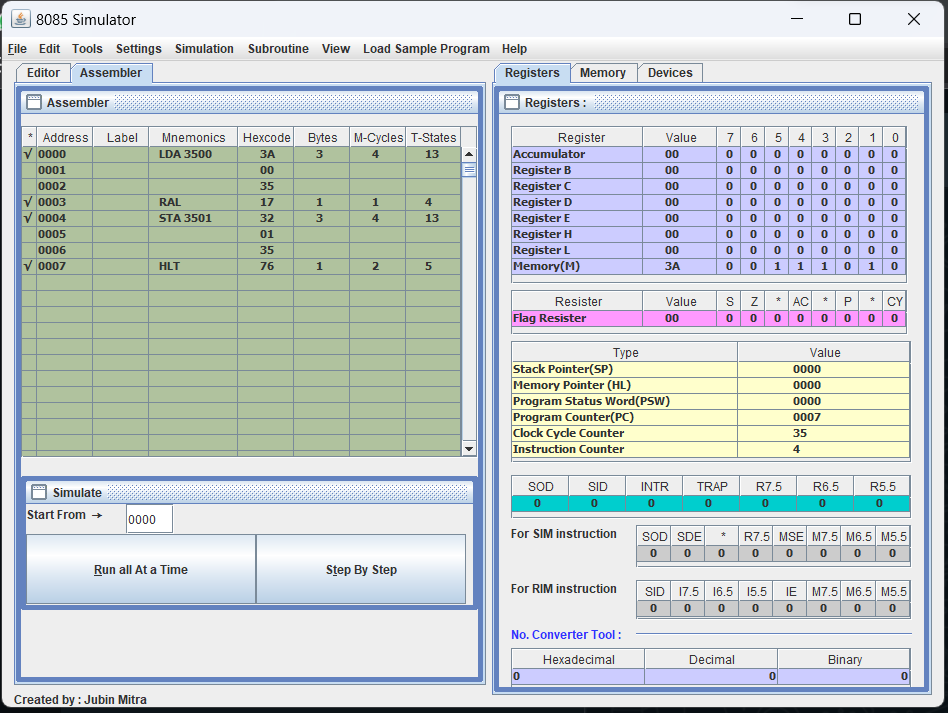 8085 Simulator
File Edit Tools Settings Simulation Subroutine View Load Sample Program Help
Editor Assembler
Assembler
* Address Label Mnemonics Hexcode Bytes M-Cycles T-States
√ 0000 LDA 3500 3A 3 4 13
0001 00
0002 35
√ 0003 RAL 17 1 1 4
√ 0004 STA 3501 32 3 4 13
0005 01
0006 35
√ 0007 HLT 76 1 2 5
Simulate
Start From → 0000
Run all At a Time Step By Step
Created by : Jubin Mitra
Registers Memory Devices
Registers :
Register Value 7 6 5 4 3 2 1 0
Accumulator 00 0 0 0 0 0 0 0 0
Register B 00 0 0 0 0 0 0 0 0
Register C 00 0 0 0 0 0 0 0 0
Register D 00 0 0 0 0 0 0 0 0
Register E 00 0 0 0 0 0 0 0 0
Register H 00 0 0 0 0 0 0 0 0
Register L 00 0 0 0 0 0 0 0 0
Memory(M) 3A 0 0 1 1 1 0 1 0
Resister Value S Z * AC * P * CY
Flag Resister 00 0 0 0 0 0 0 0 0
Type Value
Stack Pointer(SP) 0000
Memory Pointer (HL) 0000
Program Status Word(PSW) 0000
Program Counter(PC) 0007
Clock Cycle Counter 35
Instruction Counter 4
SOD SID INTR TRAP R7.5 R6.5 R5.5
0 0 0 0 0 0 0
For SIM instruction SOD SDE * R7.5 MSE M7.5 M6.5 M5.5
0 0 0 0 0 0 0 0
For RIM instruction SID I7.5 I6.5 I5.5 IE M7.5 M6.5 M5.5
0 0 0 0 0 0 0 0
No. Converter Tool :
Hexadecimal Decimal Binary
0 0 0